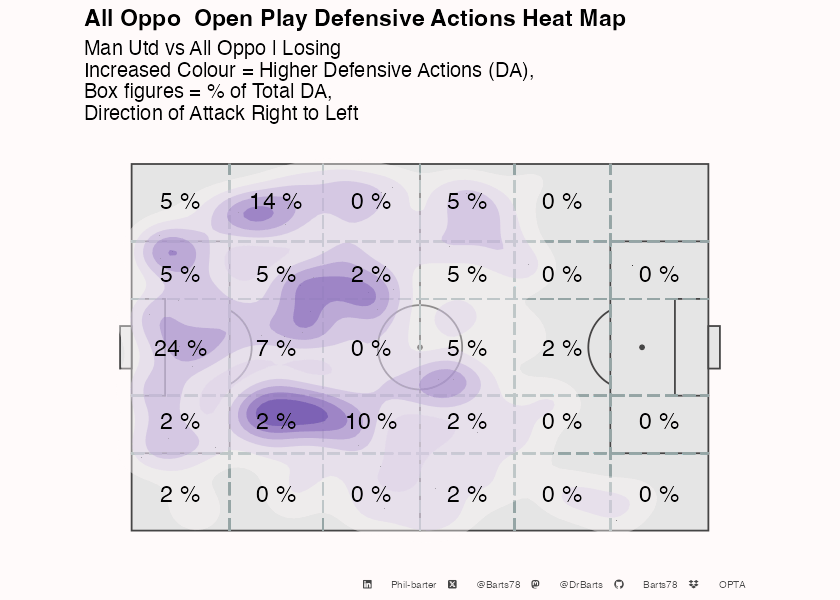 All Oppo  Open Play Defensive Actions Heat Map
Man Utd vs All Oppo | Losing
Increased Colour = Higher Defensive Actions (DA),
Box figures = % of Total DA,
Direction of Attack Right to Left
5 % 14 % 0 % 5 % 0 %
5 % 5 % 2 % 5 % 0 % 0 %
24 % 7 % 0 % 5 % 2 %
2 % 2 % 10 % 2 % 0 % 0 %
2 % 0 % 0 % 2 % 0 % 0 %
Phil-barter @Barts78 @DrBarts Barts78 OPTA